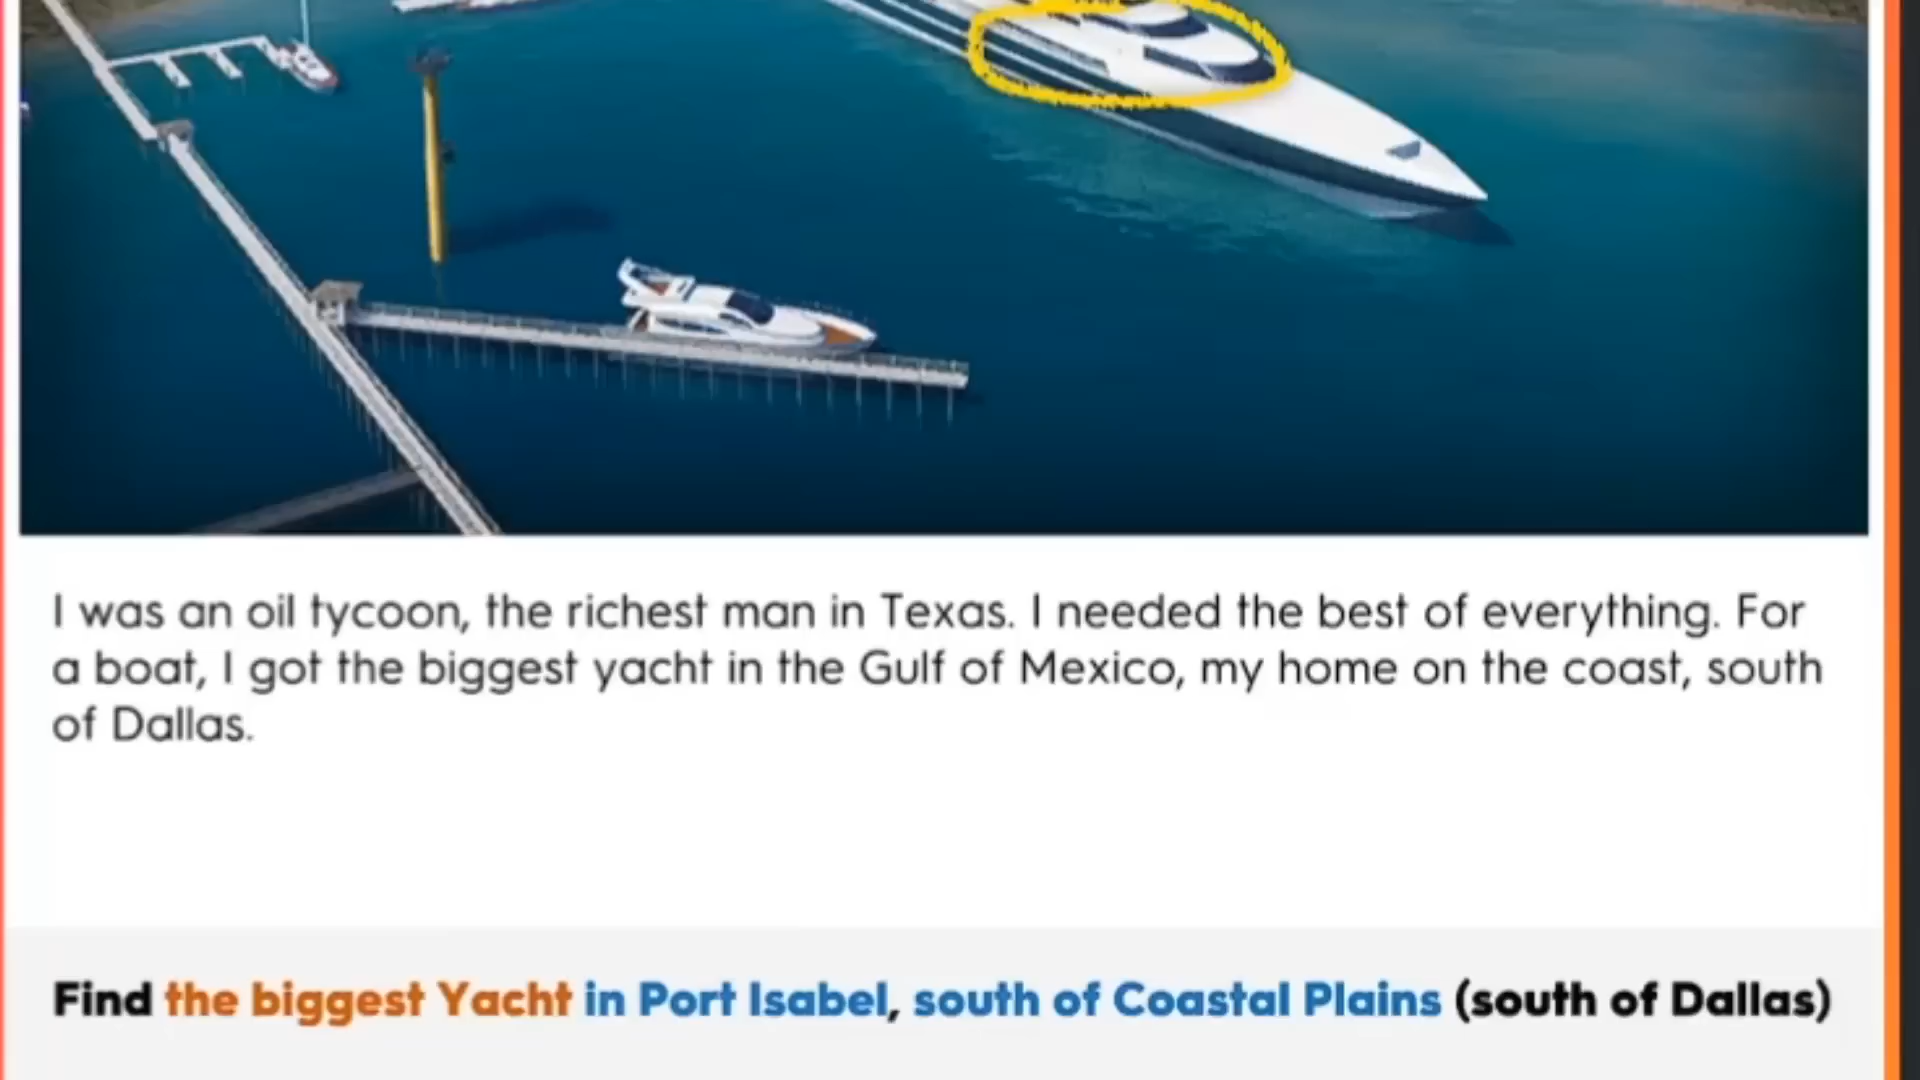 I was an oil tycoon, the richest man in Texas. I needed the best of everything. For
a boat, I got the biggest yacht in the Gulf of Mexico, my home on the coast, south
of Dallas.
Find the biggest Yacht in Port Isabel, south of Coastal Plains (south of Dallas)